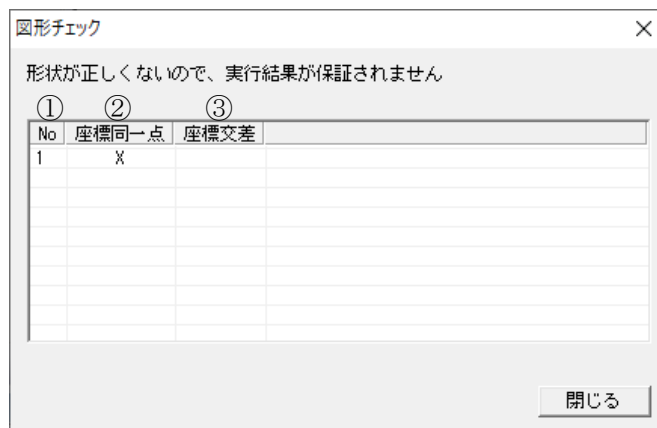 図形チェック
形状が正しくないので、実行結果が保証されません
① ② ③
No 座標同一点 座標交差
1 X
閉じる